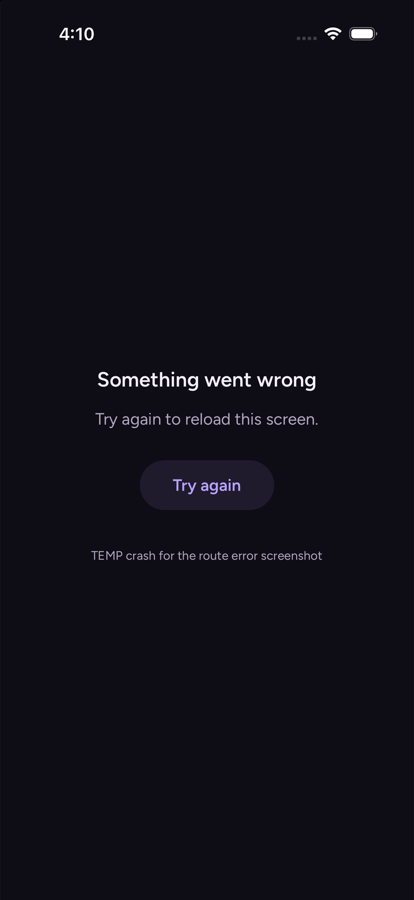 4:10
Something went wrong
Try again to reload this screen.
Try again
TEMP crash for the route error screenshot